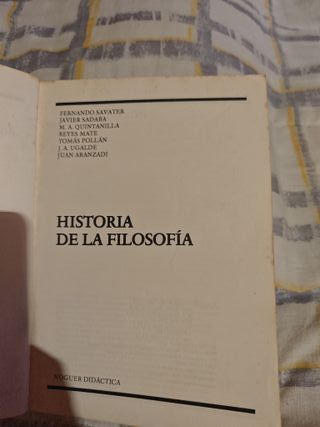 FERNANDO SAVATER
JAVIER SADABA
M. A. QUINTANILLA
REYES MATE
TOMÁS POLLÁN
J. A. UGALDE
JUAN ARANZADI
HISTORIA
DE LA FILOSOFÍA
NOGUER DIDÁCTICA